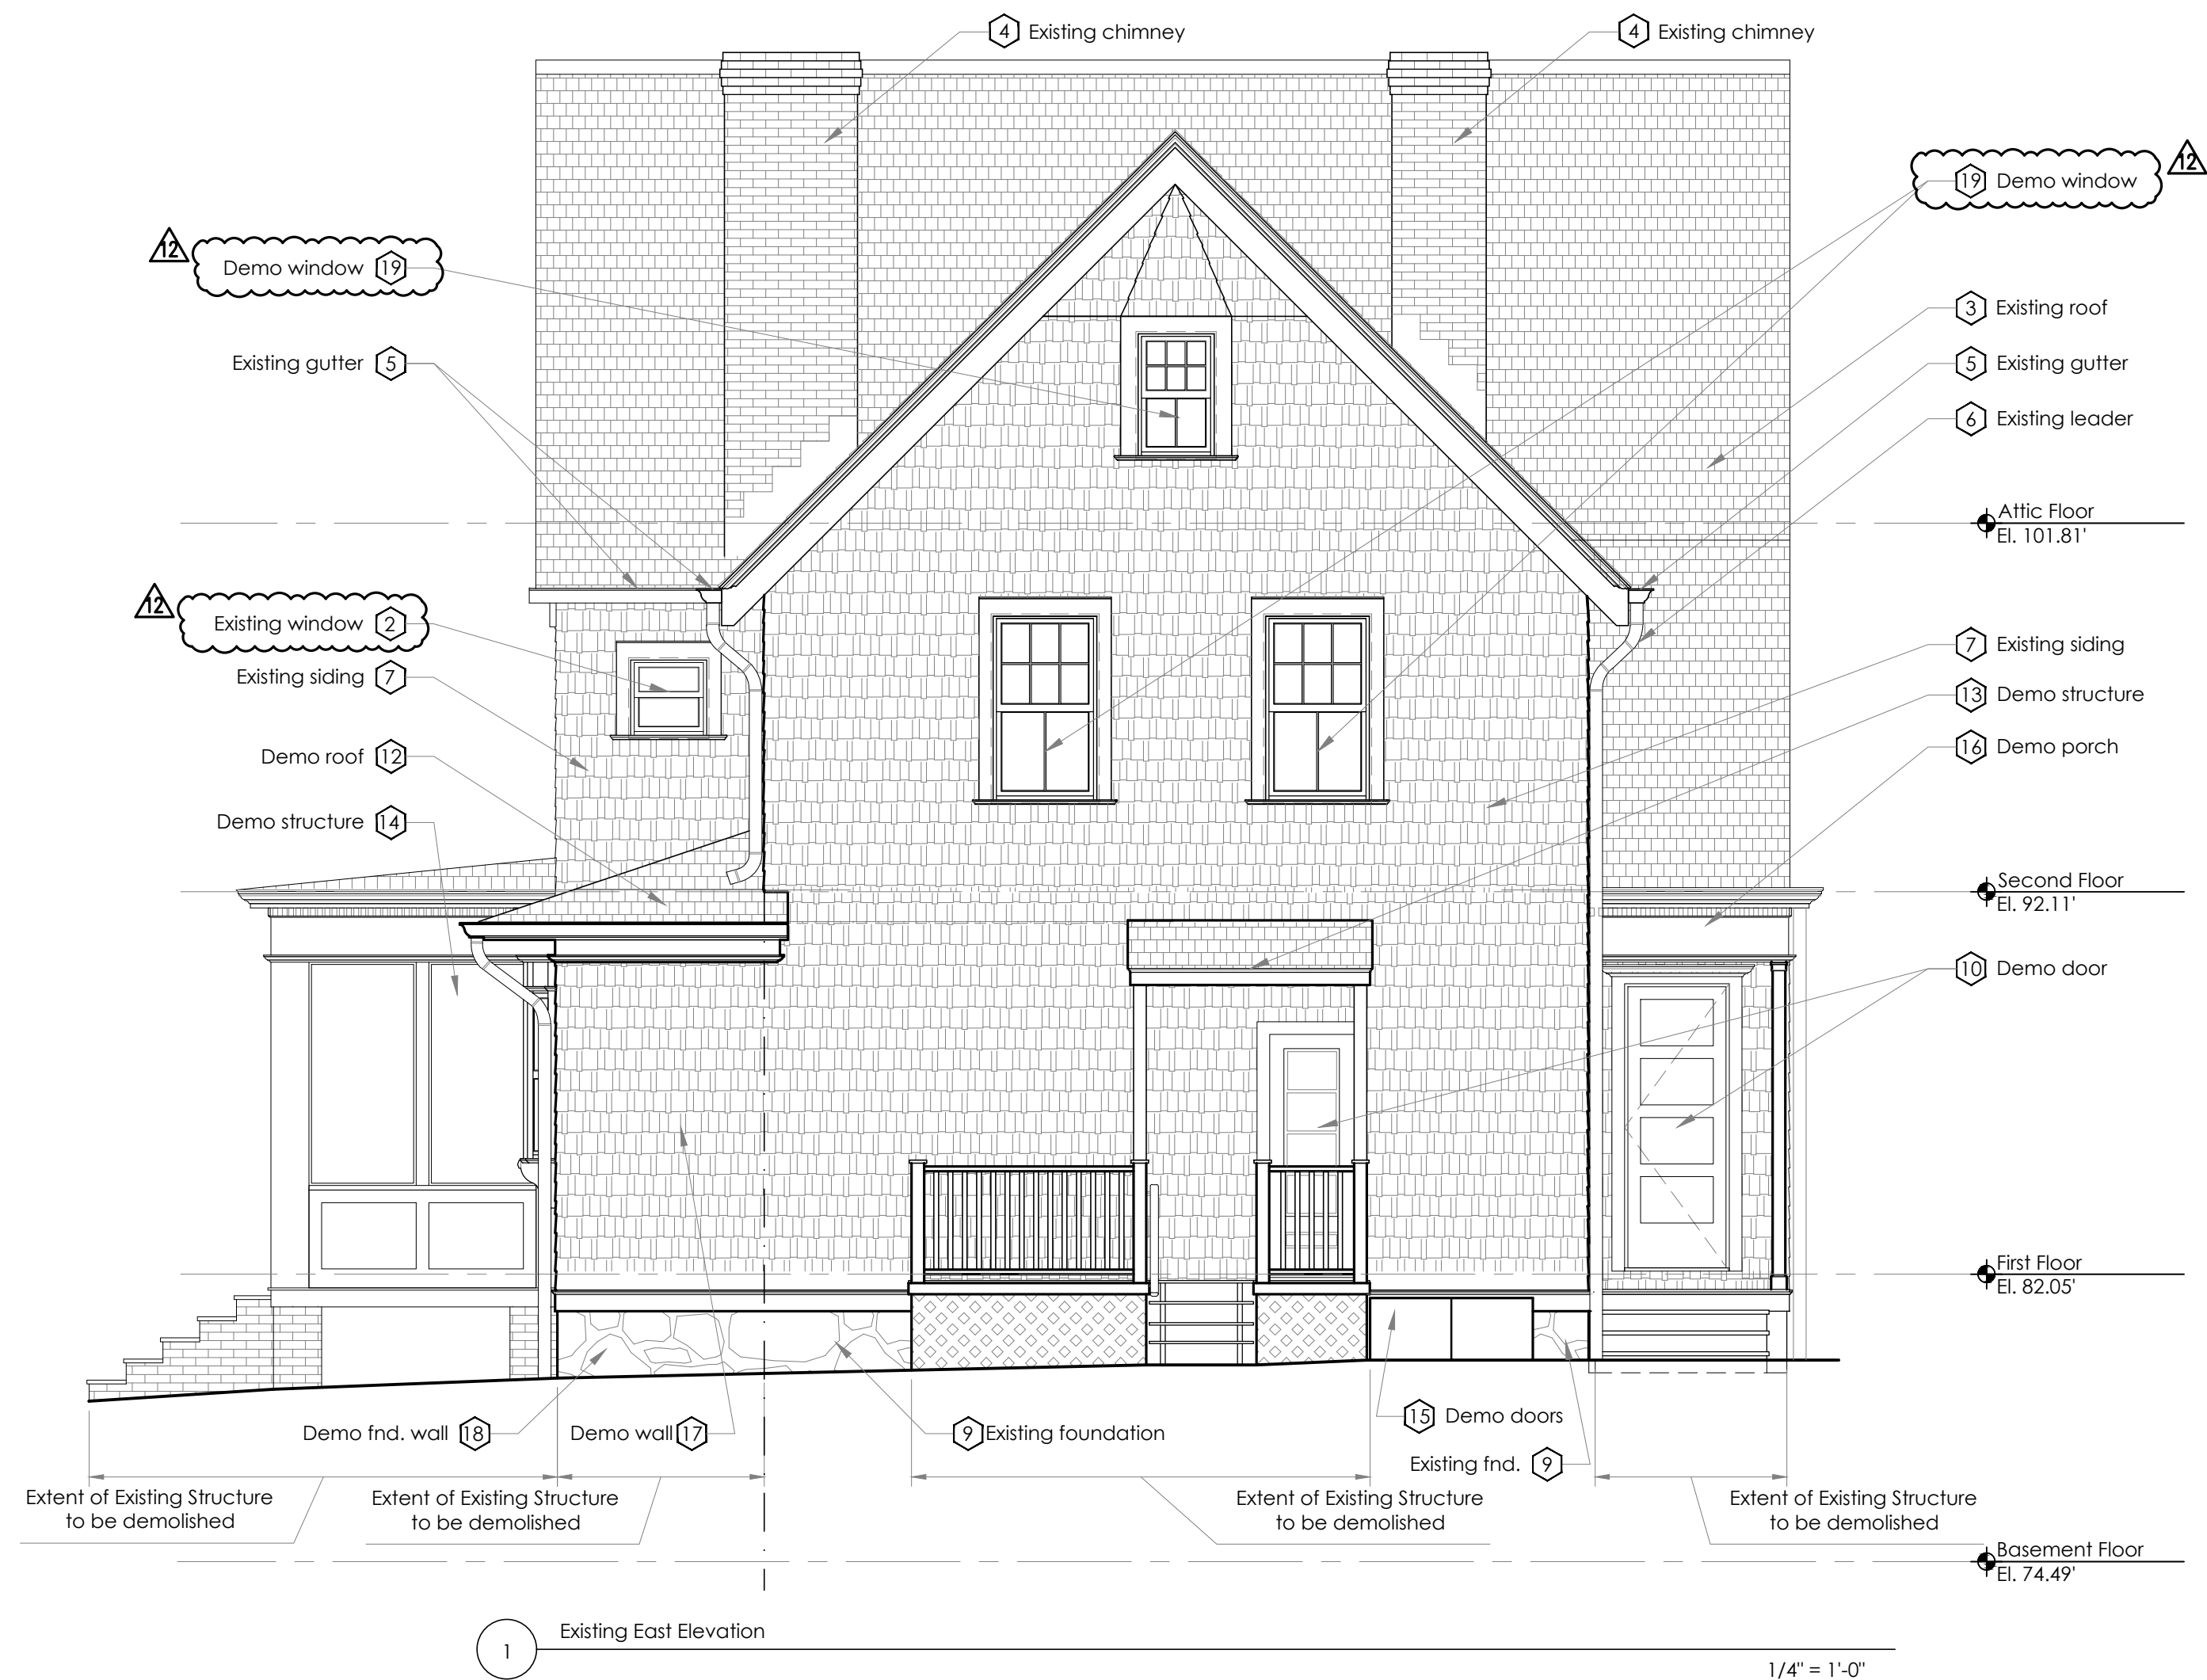 4 Existing chimney
4 Existing chimney
19 Demo window
12
12
Demo window 19
3 Existing roof
Existing gutter 5
5 Existing gutter
6 Existing leader
Attic Floor
El. 101.81'
12
Existing window 2
7 Existing siding
Existing siding 7
13 Demo structure
16 Demo porch
Demo roof 12
Demo structure 14
Second Floor
El. 92.11'
10 Demo door
First Floor
El. 82.05'
15 Demo doors
Demo fnd. wall 18
Demo wall 17
9 Existing foundation
Existing fnd. 9
Extent of Existing Structure
to be demolished
Extent of Existing Structure
to be demolished
Extent of Existing Structure
to be demolished
Extent of Existing Structure
to be demolished
Basement Floor
El. 74.49'
1
Existing East Elevation
1/4" = 1'-0"